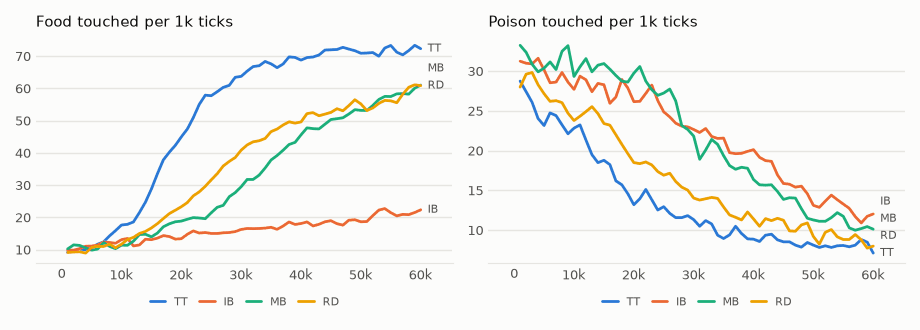 Food touched per 1k ticks
70
60
50
40
30
20
10
0 10k 20k 30k 40k 50k 60k
TT
MB
RD
IB
TT IB MB RD
Poison touched per 1k ticks
30
25
20
15
10
0 10k 20k 30k 40k 50k 60k
IB
MB
RD
TT
TT IB MB RD